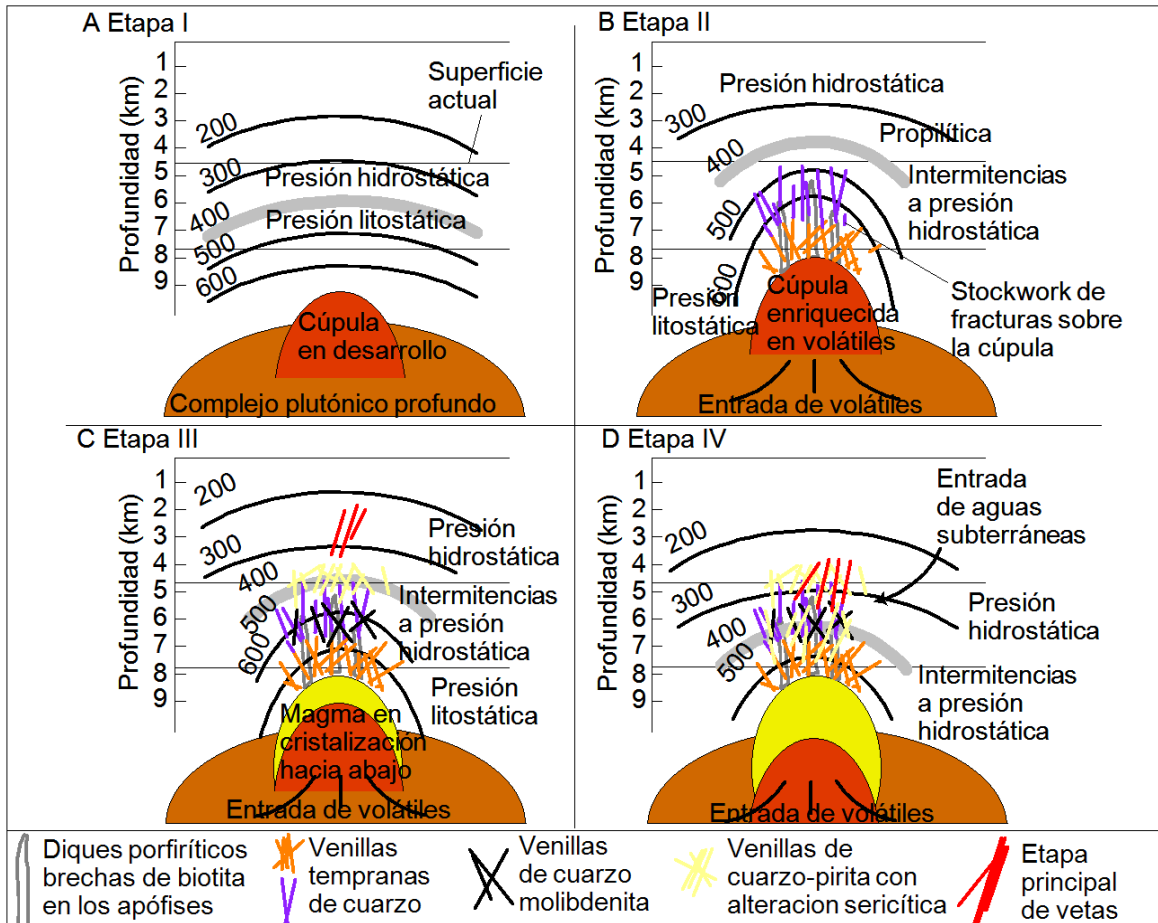 A Etapa I
Profundidad (km)
1
2
3
4
5
6
7
8
9
200
300
400
500
600
Superficie
actual
Presión hidrostática
Presión litostática
Cúpula
en desarrollo
Complejo plutónico profundo
B Etapa II
Profundidad (km)
1
2
3
4
5
6
7
8
9
300
400
500
600
Presión hidrostática
Propilítica
Intermitencias
a presión
hidrostática
Presión
litostática
Cúpula
enriquecida
en volátiles
Stockwork de
fracturas sobre
la cúpula
Entrada de volátiles
C Etapa III
Profundidad (km)
1
2
3
4
5
6
7
8
9
200
300
400
500
600
Presión
hidrostática
Intermitencias
a presión
hidrostática
Presión
litostática
Magma en
cristalización
hacia abajo
Entrada de volátiles
D Etapa IV
Profundidad (km)
1
2
3
4
5
6
7
8
9
200
300
400
500
Entrada
de aguas
subterráneas
Presión
hidrostática
Intermitencias
a presión
hidrostática
Entrada de volátiles
Diques porfiríticos
brechas de biotita
en los apófises
Venillas
tempranas
de cuarzo
Venillas
de cuarzo
molibdenita
Venillas de
cuarzo-pirita con
alteracion sericítica
Etapa
principal
de vetas